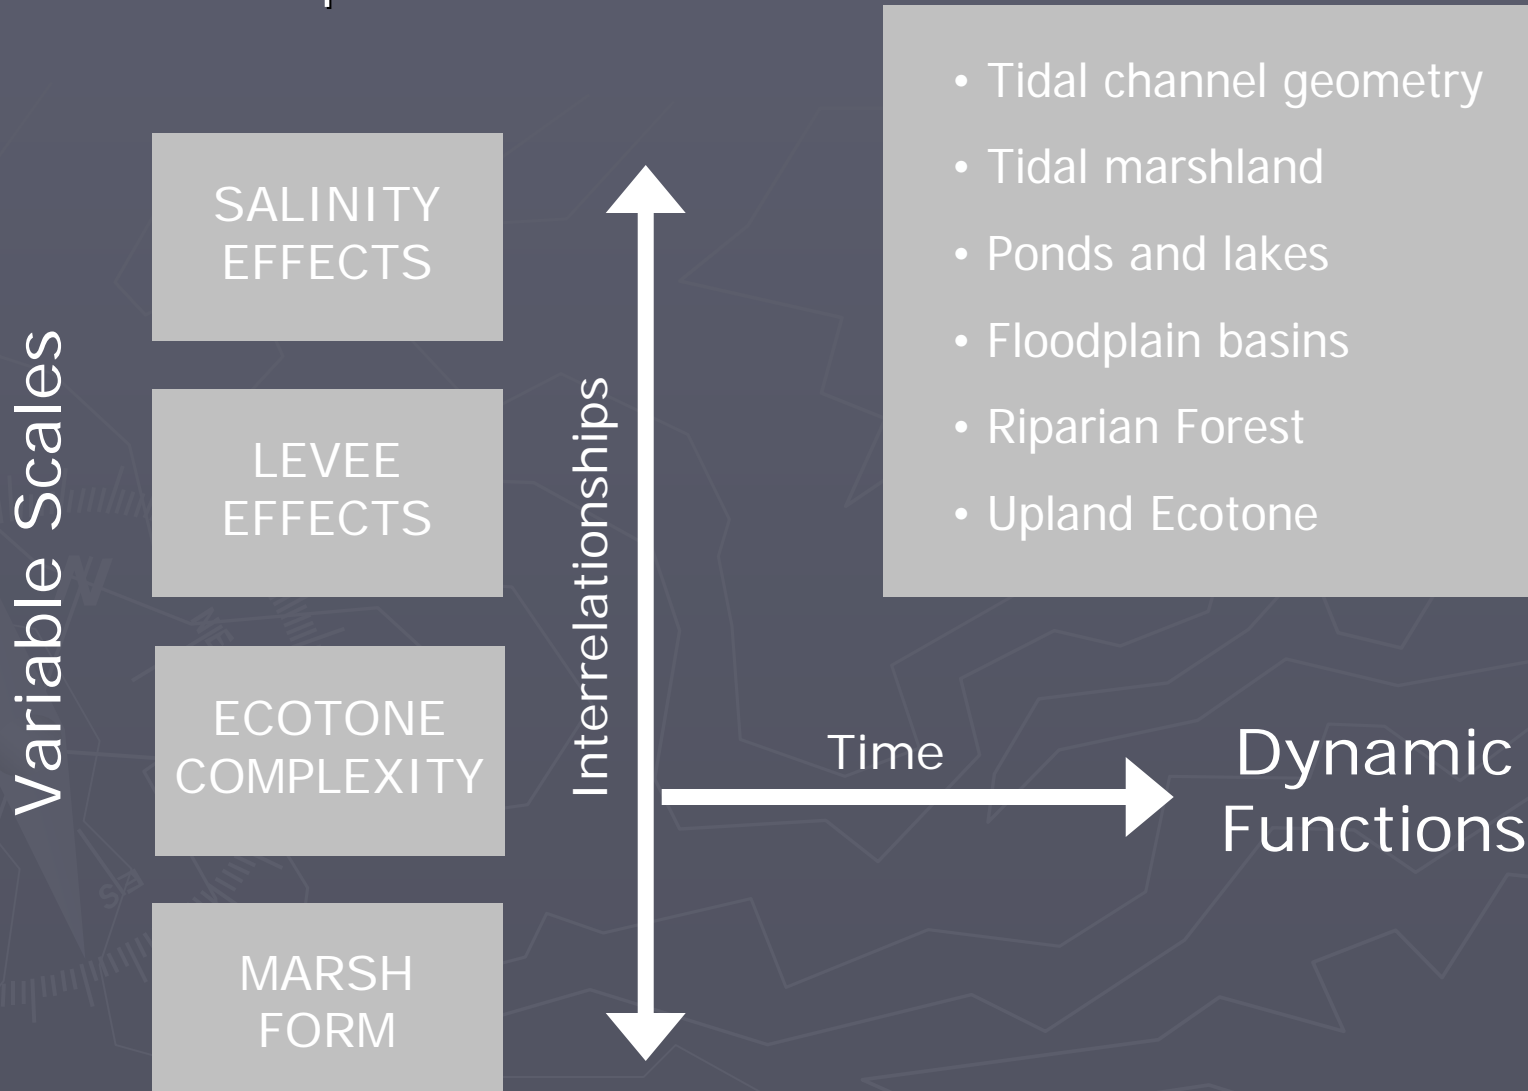 • Tidal channel geometry
• Tidal marshland
• Ponds and lakes
• Floodplain basins
• Riparian Forest
• Upland Ecotone
Variable Scales
SALINITY
EFFECTS
LEVEE
EFFECTS
ECOTONE
COMPLEXITY
MARSH
FORM
Interrelationships
Time
Dynamic
Functions